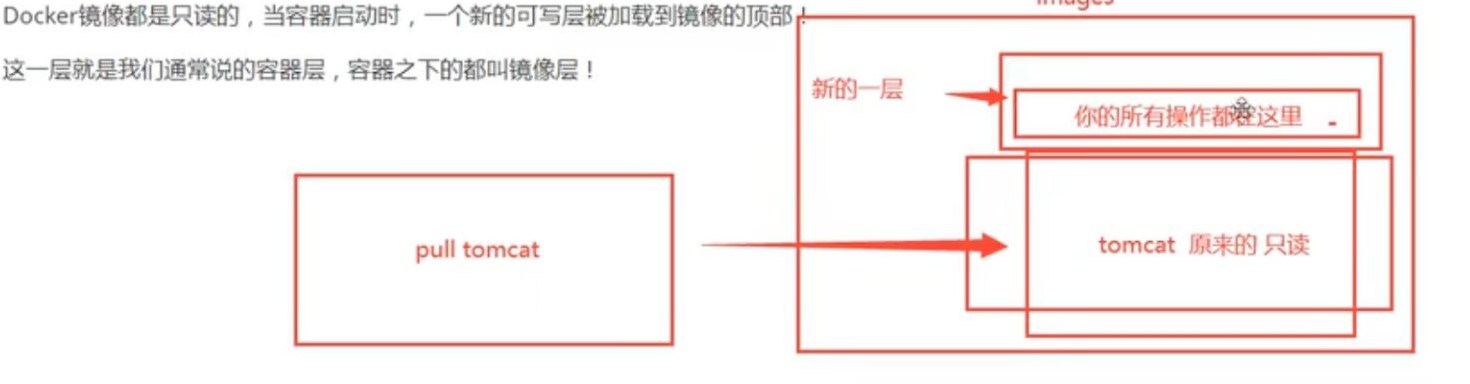 Docker镜像都是只读的，当容器启动时，一个新的可写层被加载到镜像的顶部！
这一层就是我们通常说的容器层，容器之下的都叫镜像层！
images
新的一层
你的所有操作都在这里
pull tomcat
tomcat 原来的 只读